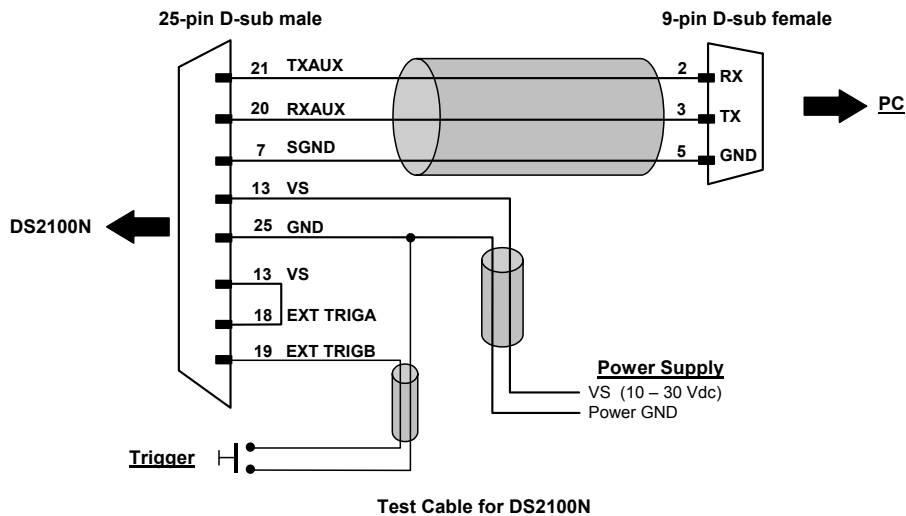 25-pin D-sub male 9-pin D-sub female
21 TXAUX 2 RX
20 RXAUX 3 TX PC
7 SGND 5 GND
13 VS
DS2100N 25 GND
13 VS
18 EXT TRIGA
19 EXT TRIGB
Power Supply
VS (10 – 30 Vdc)
Power GND
Trigger
Test Cable for DS2100N